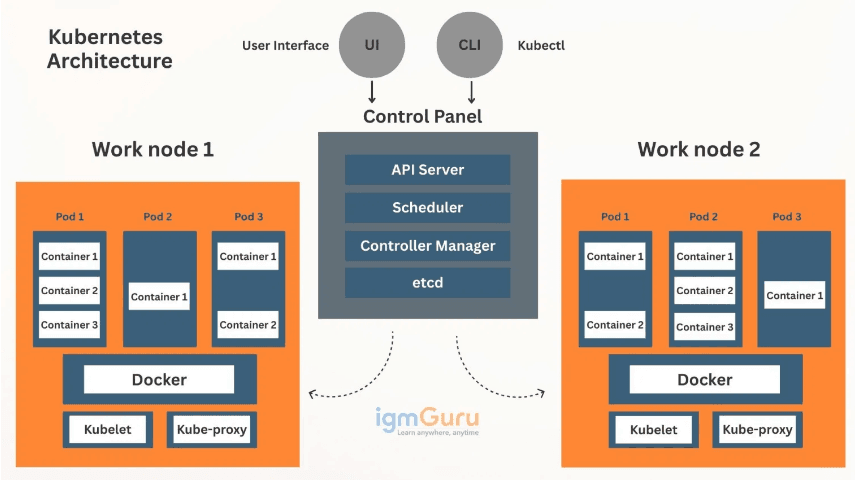 Kubernetes
Architecture
User Interface
UI
CLI
Kubectl
Control Panel
API Server
Scheduler
Controller Manager
etcd
Work node 1
Pod 1
Container 1
Container 2
Container 3
Pod 2
Container 1
Pod 3
Container 1
Container 2
Docker
Kubelet
Kube-proxy
Work node 2
Pod 1
Container 1
Container 2
Pod 2
Container 1
Container 2
Container 3
Pod 3
Container 1
Docker
Kubelet
Kube-proxy
igmGuru
Learn anywhere, anytime